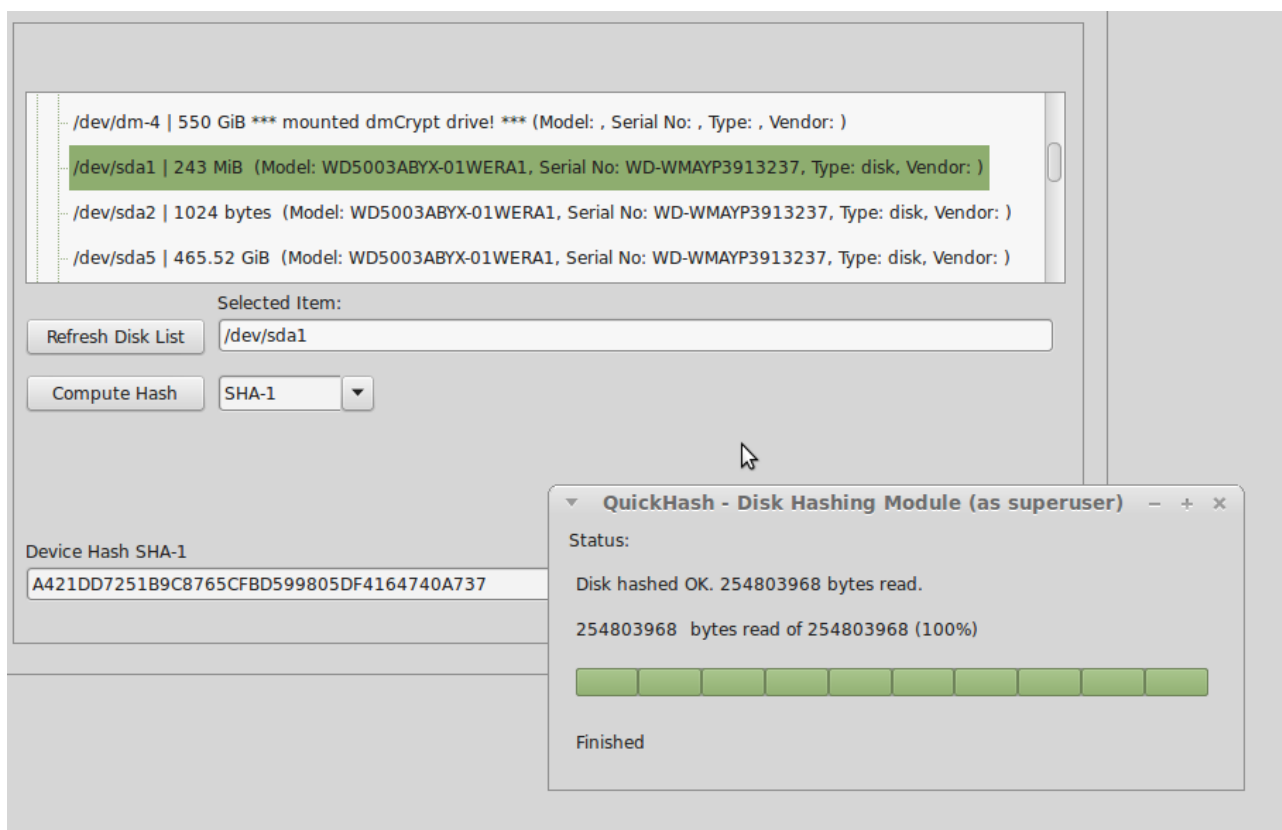 /dev/dm-4 | 550 GiB *** mounted dmCrypt drive! *** (Model: , Serial No: , Type: , Vendor: )
/dev/sda1 | 243 MiB  (Model: WD5003ABYX-01WERA1, Serial No: WD-WMAYP3913237, Type: disk, Vendor: )
/dev/sda2 | 1024 bytes  (Model: WD5003ABYX-01WERA1, Serial No: WD-WMAYP3913237, Type: disk, Vendor: )
/dev/sda5 | 465.52 GiB  (Model: WD5003ABYX-01WERA1, Serial No: WD-WMAYP3913237, Type: disk, Vendor: )
Selected Item:
Refresh Disk List
/dev/sda1
Compute Hash
SHA-1
Device Hash SHA-1
A421DD7251B9C8765CFBD599805DF4164740A737
QuickHash - Disk Hashing Module (as superuser)
Status:
Disk hashed OK. 254803968 bytes read.
254803968  bytes read of 254803968 (100%)
Finished